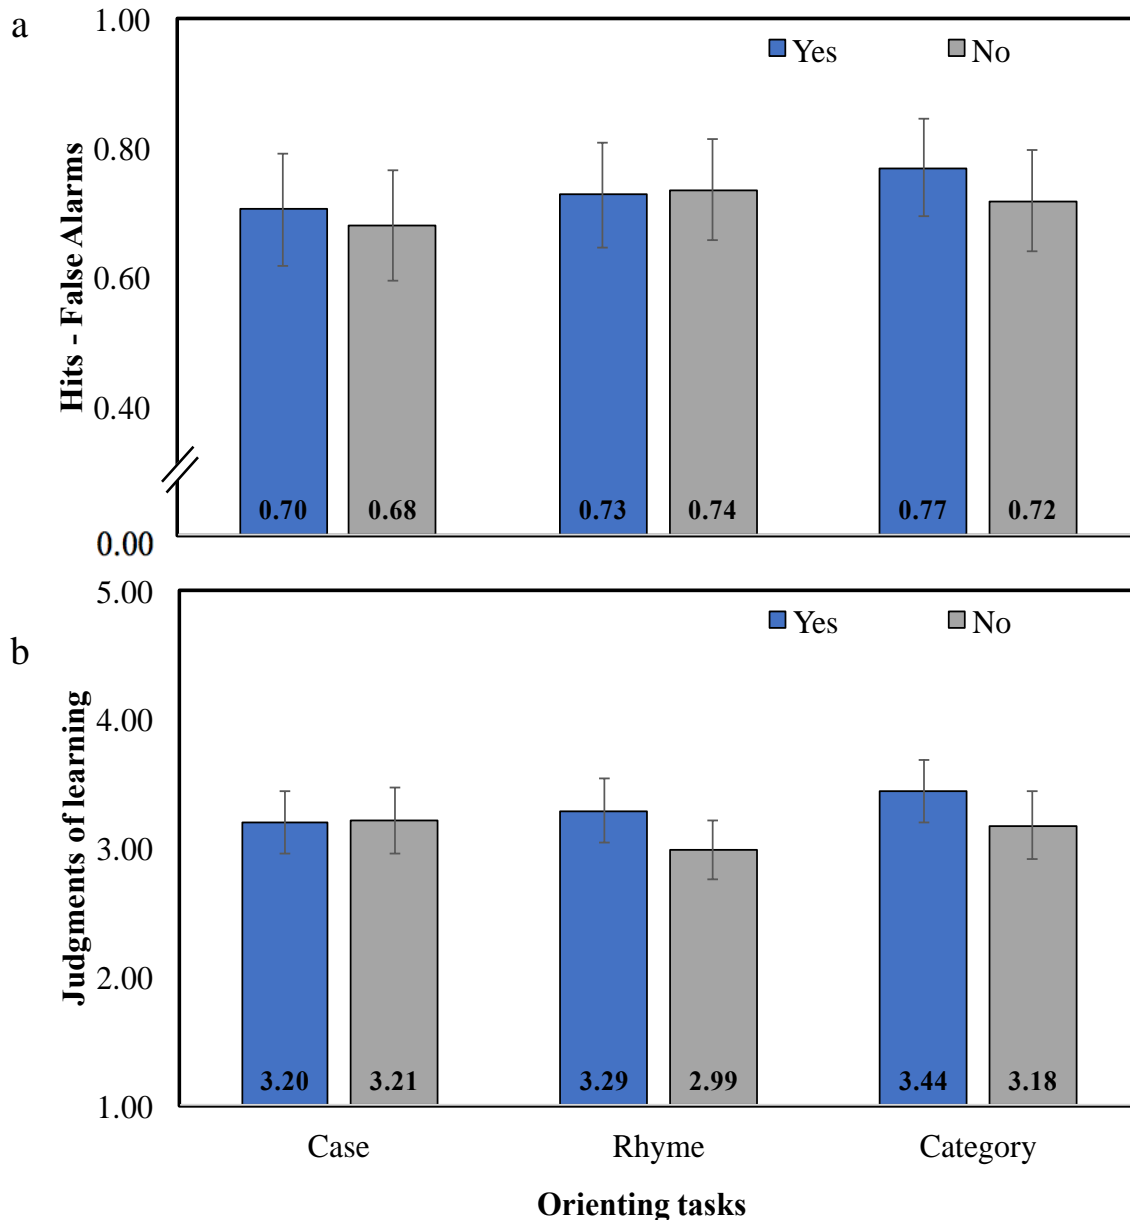 a
1.00
Yes No
0.80
0.60
0.40
0.00
Hits - False Alarms
0.70 0.68 0.73 0.74 0.77 0.72
b
5.00
Yes No
4.00
3.00
2.00
1.00
Judgments of learning
3.20 3.21 3.29 2.99 3.44 3.18
Case Rhyme Category
Orienting tasks